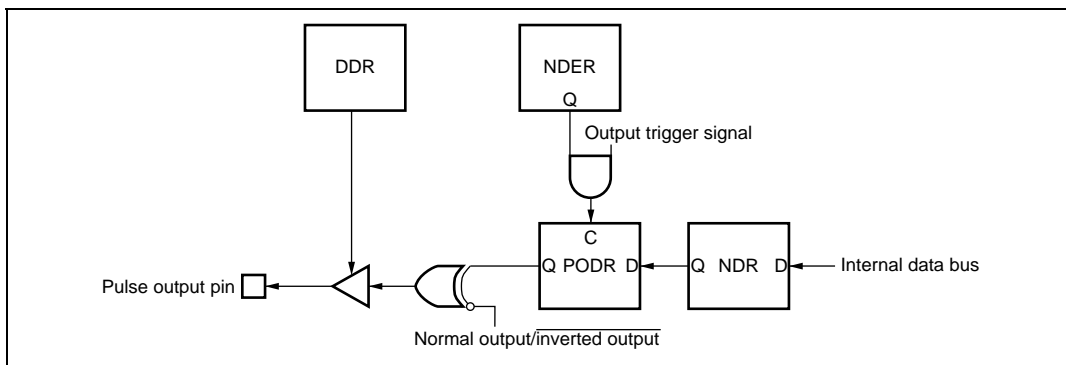 DDR
NDER
Q
Output trigger signal
C
Q PODR D
Q NDR D
Internal data bus
Pulse output pin
Normal output/inverted output